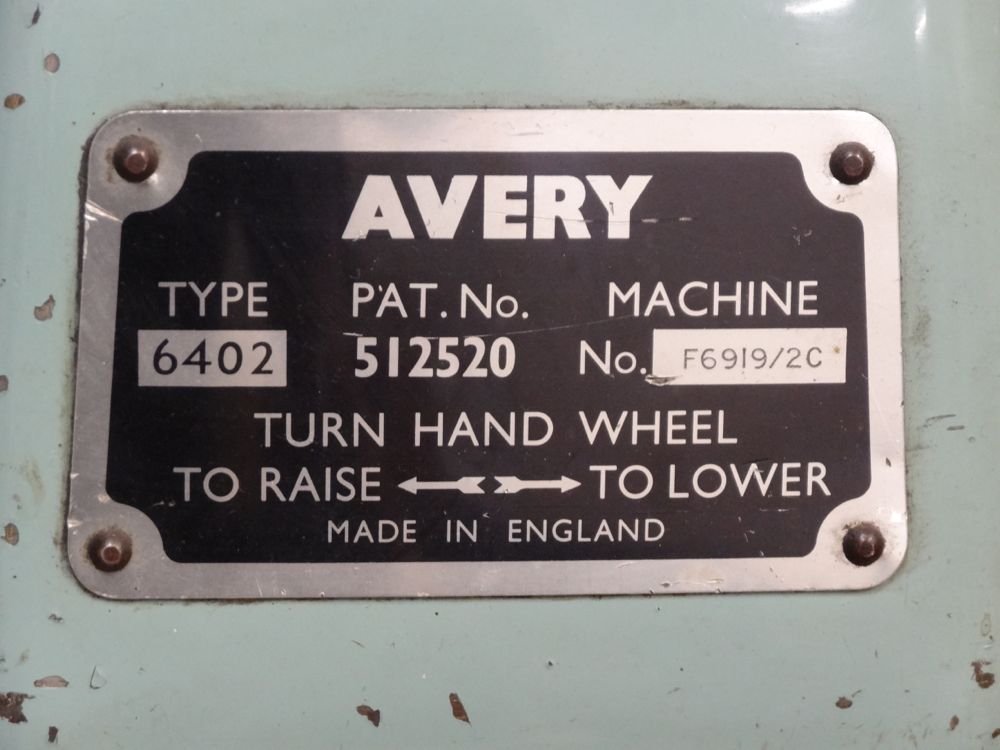 AVERY
TYPE PAT. No. MACHINE
6402 512520 No. F6919/2C
TURN HAND WHEEL
TO RAISE TO LOWER
MADE IN ENGLAND